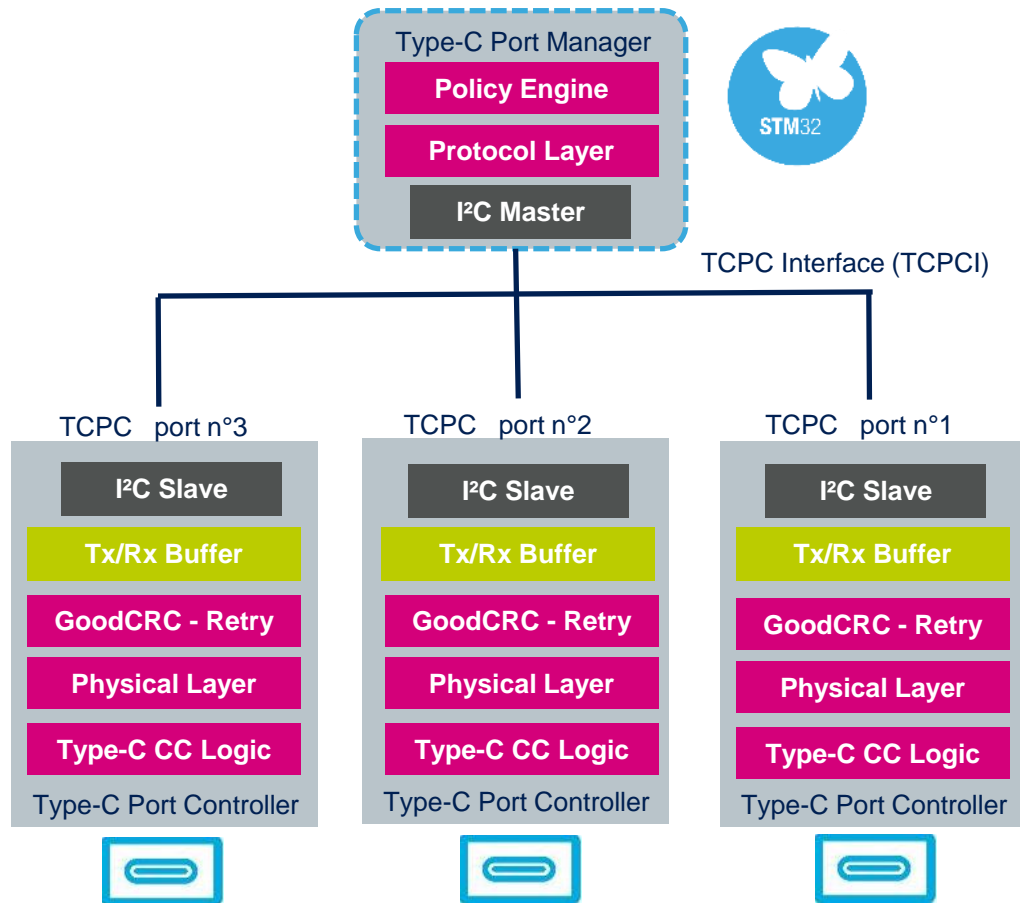 Type-C Port Manager
Policy Engine
Protocol Layer
I²C Master
STM32
TCPC Interface (TCPCI)
TCPC port n°3
I²C Slave
Tx/Rx Buffer
GoodCRC - Retry
Physical Layer
Type-C CC Logic
Type-C Port Controller
TCPC port n°2
I²C Slave
Tx/Rx Buffer
GoodCRC - Retry
Physical Layer
Type-C CC Logic
Type-C Port Controller
TCPC port n°1
I²C Slave
Tx/Rx Buffer
GoodCRC - Retry
Physical Layer
Type-C CC Logic
Type-C Port Controller